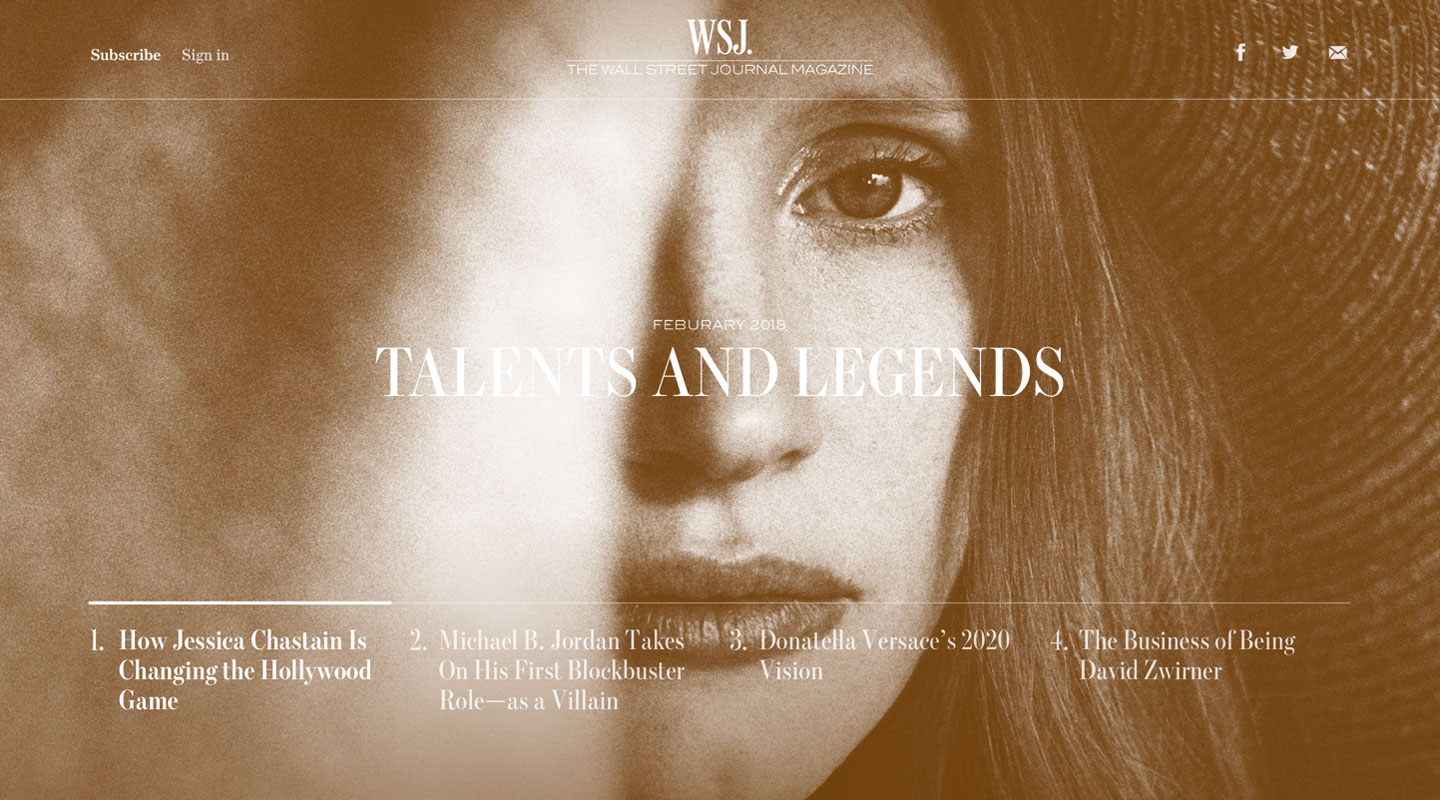 Subscribe Sign in
WSJ.
THE WALL STREET JOURNAL MAGAZINE
FEBURARY 2018
TALENTS AND LEGENDS
1. How Jessica Chastain Is
Changing the Hollywood
Game
2. Michael B. Jordan Takes
On His First Blockbuster
Role—as a Villain
3. Donatella Versace’s 2020
Vision
4. The Business of Being
David Zwirner